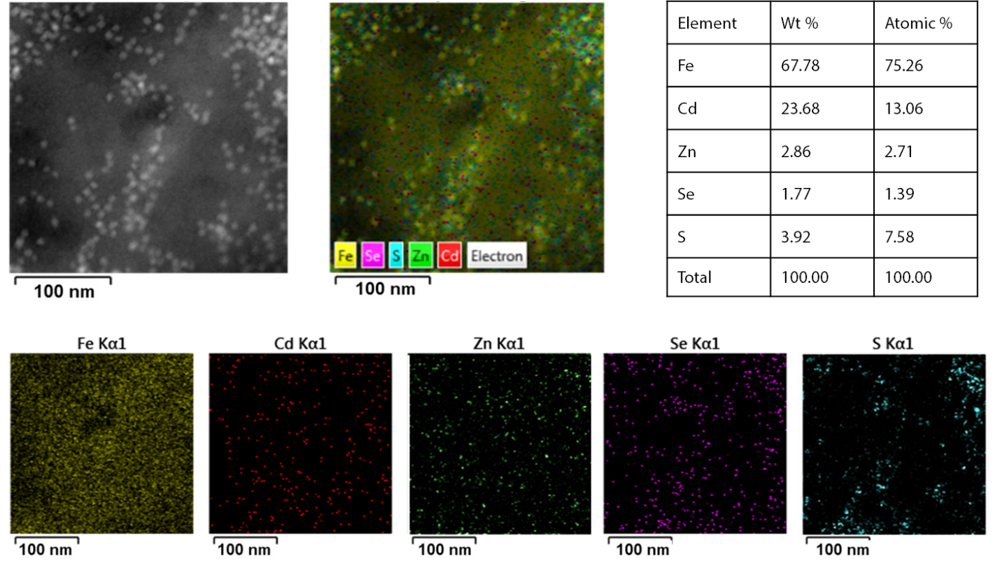 Fe Se S Zn Cd Electron
100 nm
100 nm
Element Wt % Atomic %
Fe 67.78 75.26
Cd 23.68 13.06
Zn 2.86 2.71
Se 1.77 1.39
S 3.92 7.58
Total 100.00 100.00
Fe Kα1
Cd Kα1
Zn Kα1
Se Kα1
S Kα1
100 nm
100 nm
100 nm
100 nm
100 nm